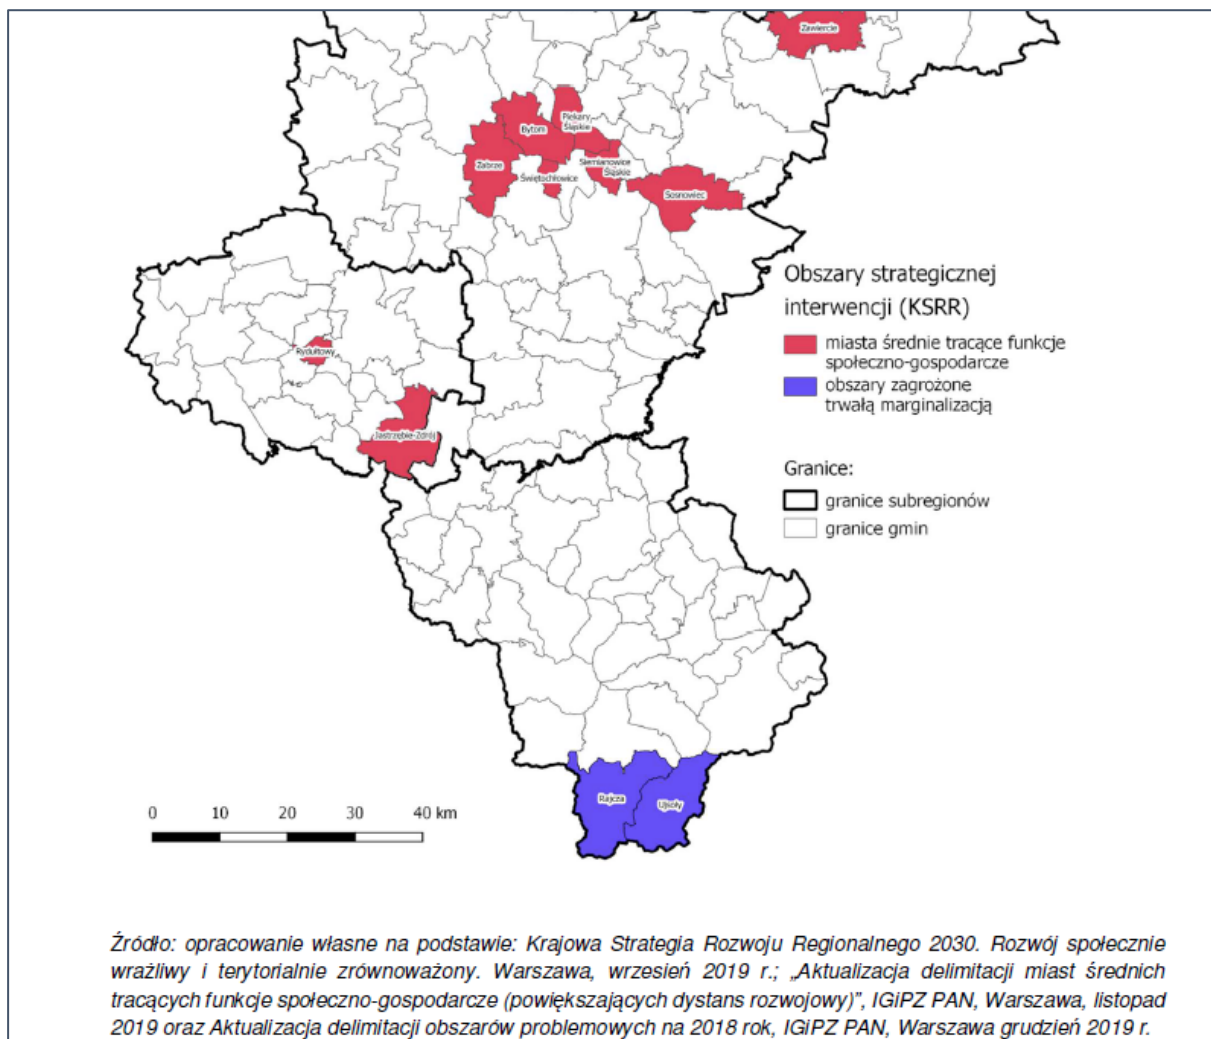 Zawiercie
Piekary
Śląskie
Bytom
Siemianowice
Śląskie
Zabrze
Świętochłowice
Sosnowiec
Obszary strategicznej
interwencji (KSRR)
miasta średnie tracące funkcje
społeczno-gospodarcze
obszary zagrożone
trwałą marginalizacją
Rydułtowy
Jastrzębie-Zdrój
Granice:
granice subregionów
granice gmin
Rajcza
Ujsoły
0 10 20 30 40 km
Źródło: opracowanie własne na podstawie: Krajowa Strategia Rozwoju Regionalnego 2030. Rozwój społecznie
wrażliwy i terytorialnie zrównoważony. Warszawa, wrzesień 2019 r.; „Aktualizacja delimitacji miast średnich
tracących funkcje społeczno-gospodarcze (powiększających dystans rozwojowy)”, IGiPZ PAN, Warszawa, listopad
2019 oraz Aktualizacja delimitacji obszarów problemowych na 2018 rok, IGiPZ PAN, Warszawa grudzień 2019 r.